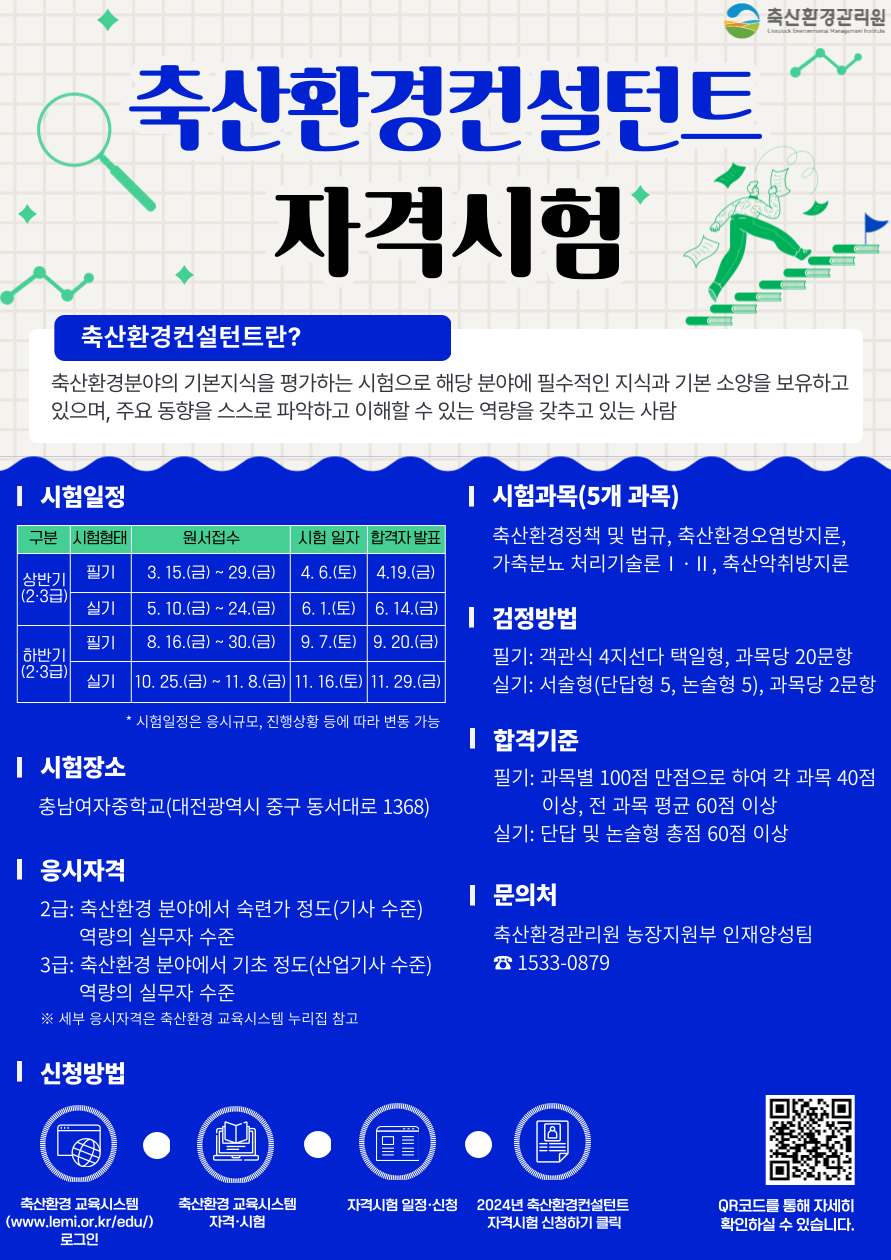 축산환경관리원
Livestock Environmental Management Institute
축산환경컨설턴트
자격시험
축산환경컨설턴트란?
축산환경분야의 기본지식을 평가하는 시험으로 해당 분야에 필수적인 지식과 기본 소양을 보유하고
있으며, 주요 동향을 스스로 파악하고 이해할 수 있는 역량을 갖추고 있는 사람
시험일정
구분 시험형태 원서접수 시험 일자 합격자 발표
상반기
(2·3급)
필기 3. 15.(금) ~ 29.(금) 4. 6.(토) 4.19.(금)
실기 5. 10.(금) ~ 24.(금) 6. 1.(토) 6. 14.(금)
하반기
(2·3급)
필기 8. 16.(금) ~ 30.(금) 9. 7.(토) 9. 20.(금)
실기 10. 25.(금) ~ 11. 8.(금) 11. 16.(토) 11. 29.(금)
* 시험일정은 응시규모, 진행상황 등에 따라 변동 가능
시험장소
충남여자중학교(대전광역시 중구 동서대로 1368)
응시자격
2급: 축산환경 분야에서 숙련가 정도(기사 수준)
역량의 실무자 수준
3급: 축산환경 분야에서 기초 정도(산업기사 수준)
역량의 실무자 수준
※ 세부 응시자격은 축산환경 교육시스템 누리집 참고
시험과목(5개 과목)
축산환경정책 및 법규, 축산환경오염방지론,
가축분뇨 처리기술론Ⅰ·Ⅱ, 축산악취방지론
검정방법
필기: 객관식 4지선다 택일형, 과목당 20문항
실기: 서술형(단답형 5, 논술형 5), 과목당 2문항
합격기준
필기: 과목별 100점 만점으로 하여 각 과목 40점
이상, 전 과목 평균 60점 이상
실기: 단답 및 논술형 총점 60점 이상
문의처
축산환경관리원 농장지원부 인재양성팀
☎ 1533-0879
신청방법
축산환경 교육시스템
(www.lemi.or.kr/edu/)
로그인
축산환경 교육시스템
자격·시험
자격시험 일정·신청
2024년 축산환경컨설턴트
자격시험 신청하기 클릭
QR코드를 통해 자세히
확인하실 수 있습니다.